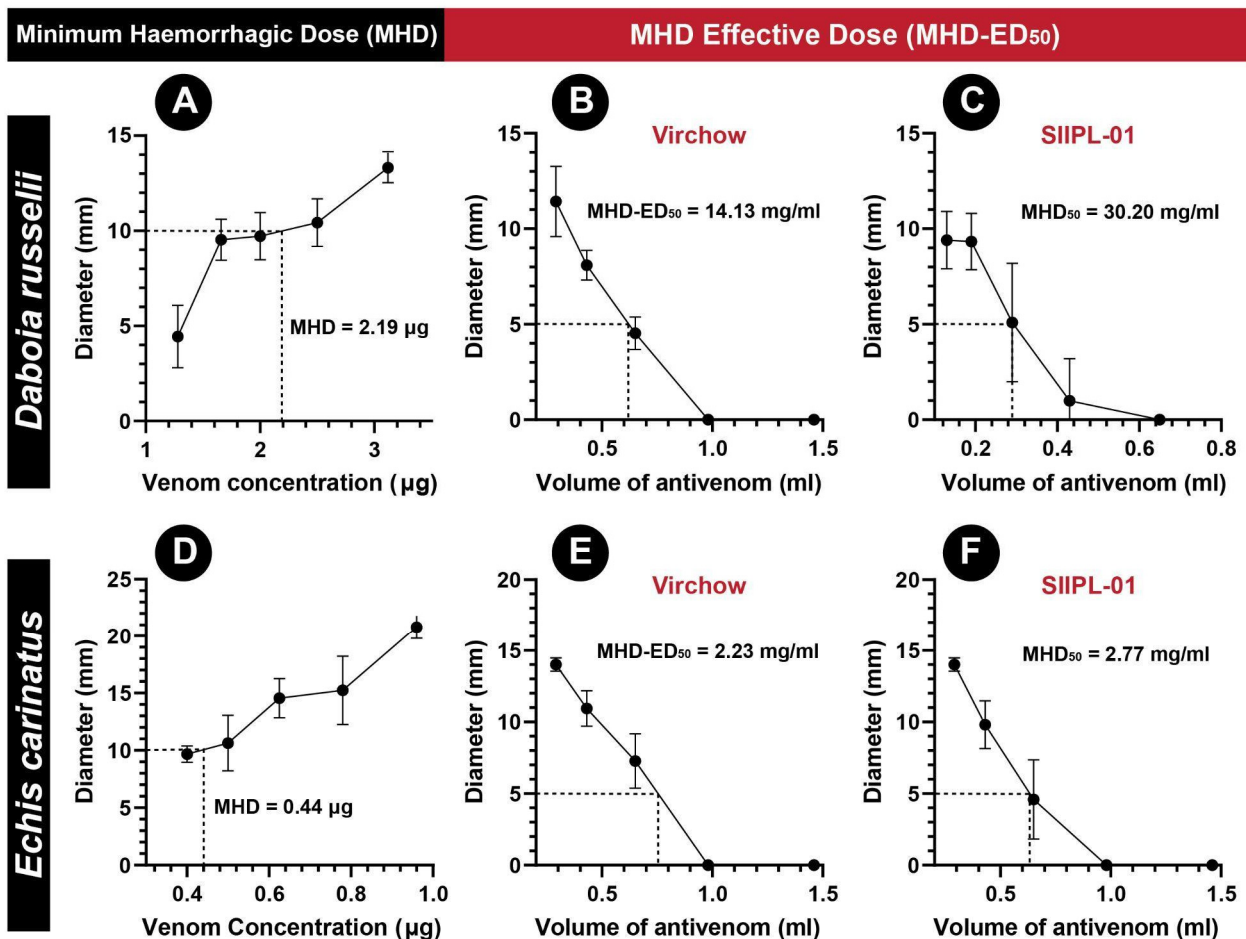 Minimum Haemorrhagic Dose (MHD)
MHD Effective Dose (MHD-ED₅₀)
Daboia russelii
A
15
10
5
0
Diameter (mm)
MHD = 2.19 µg
1
2
3
Venom concentration (µg)
B
Virchow
15
10
5
0
Diameter (mm)
MHD-ED₅₀ = 14.13 mg/ml
0.5
1.0
1.5
Volume of antivenom (ml)
C
SIIPL-01
15
10
5
0
Diameter (mm)
MHD₅₀ = 30.20 mg/ml
0.2
0.4
0.6
0.8
Volume of antivenom (ml)
Echis carinatus
D
25
20
15
10
5
0
Diameter (mm)
MHD = 0.44 µg
0.4
0.6
0.8
1.0
Venom Concentration (µg)
E
Virchow
20
15
10
5
0
Diameter (mm)
MHD-ED₅₀ = 2.23 mg/ml
0.5
1.0
1.5
Volume of antivenom (ml)
F
SIIPL-01
20
15
10
5
0
Diameter (mm)
MHD₅₀ = 2.77 mg/ml
0.5
1.0
1.5
Volume of antivenom (ml)